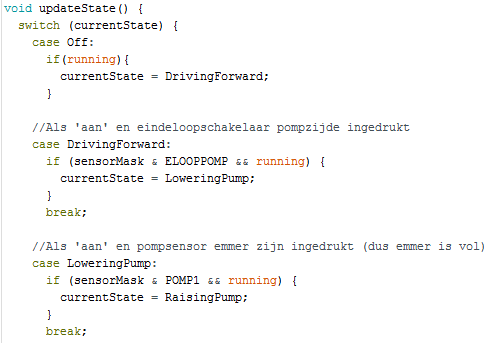 void updateState() {
  switch (currentState) {
    case Off:
      if(running){
        currentState = DrivingForward;
      }
    //Als 'aan' en eindeloopschakelaar pompzijde ingedrukt
    case DrivingForward:
      if (sensorMask & ELOOPPOMP && running) {
        currentState = LoweringPump;
      }
      break;
    //Als 'aan' en pompsensor emmer zijn ingedrukt (dus emmer is vol)
    case LoweringPump:
      if (sensorMask & POMP1 && running) {
        currentState = RaisingPump;
      }
      break;